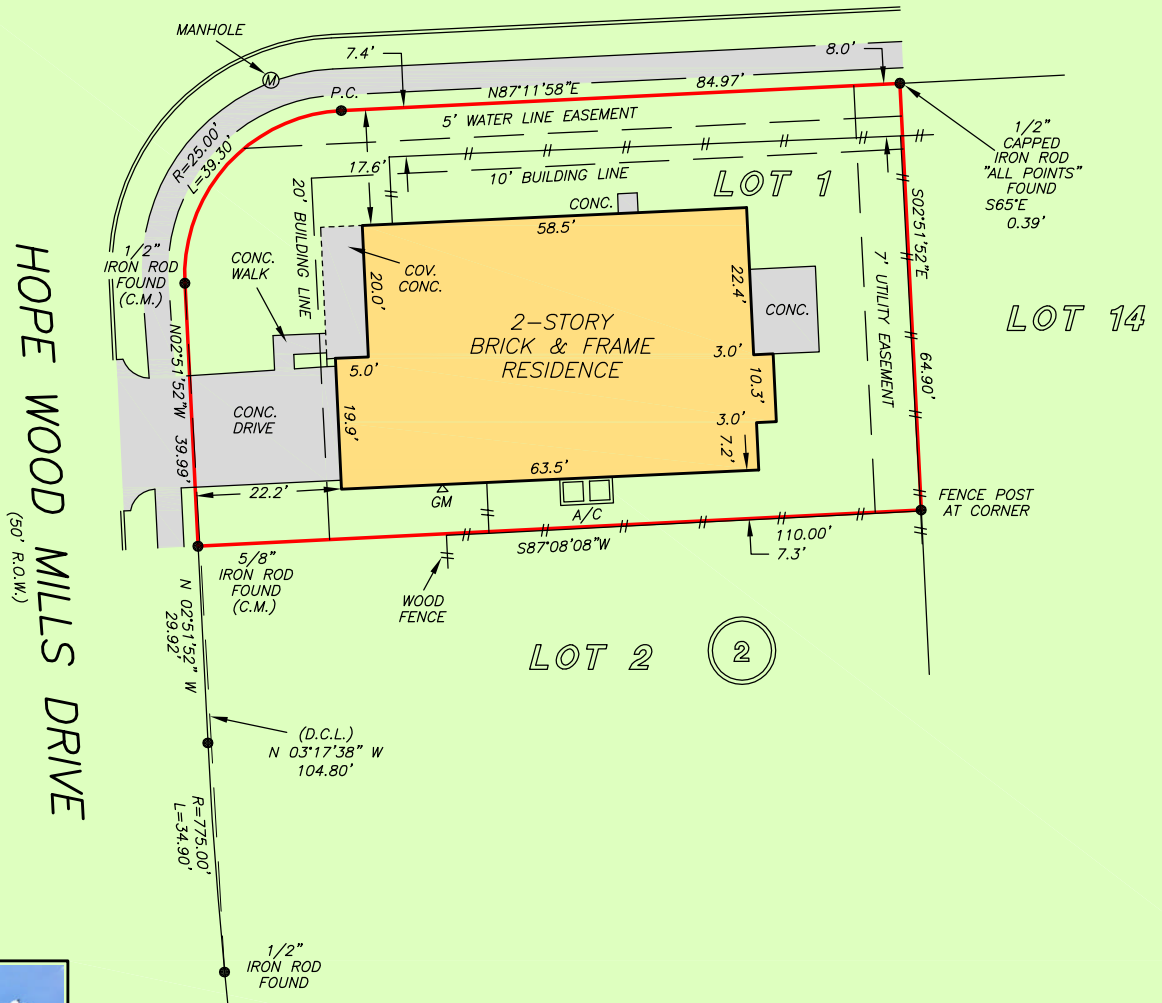 MANHOLE
M
7.4'
8.0'
P.C.
N87°11'58"E
84.97'
5' WATER LINE EASEMENT
1/2"
CAPPED
IRON ROD
"ALL POINTS"
FOUND
S65°E
0.39'
R=25.00'
L=39.30'
17.6'
10' BUILDING LINE
LOT 1
20' BUILDING LINE
CONC.
58.5'
S02°51'52"E
64.90'
1/2"
IRON ROD
FOUND
(C.M.)
CONC.
WALK
COV.
CONC.
20.0'
22.4'
CONC.
7' UTILITY EASEMENT
LOT 14
2-STORY
BRICK & FRAME
RESIDENCE
3.0'
10.3'
3.0'
7.2'
5.0'
19.9'
N02°51'52"W
39.99'
CONC.
DRIVE
63.5'
22.2'
GM
A/C
FENCE POST
AT CORNER
S87°08'08"W
110.00'
7.3'
5/8"
IRON ROD
FOUND
(C.M.)
WOOD
FENCE
HOPE WOOD MILLS DRIVE
(50' R.O.W.)
N 02°51'52" W
29.92'
LOT 2
2
(D.C.L.)
N 03°17'38" W
104.80'
R=775.00'
L=34.90'
1/2"
IRON ROD
FOUND